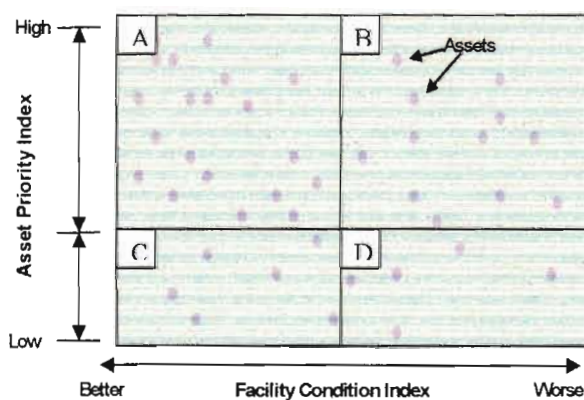 High
A
B
Assets
Asset Priority Index
C
D
Low
Better
Facility Condition Index
Worse